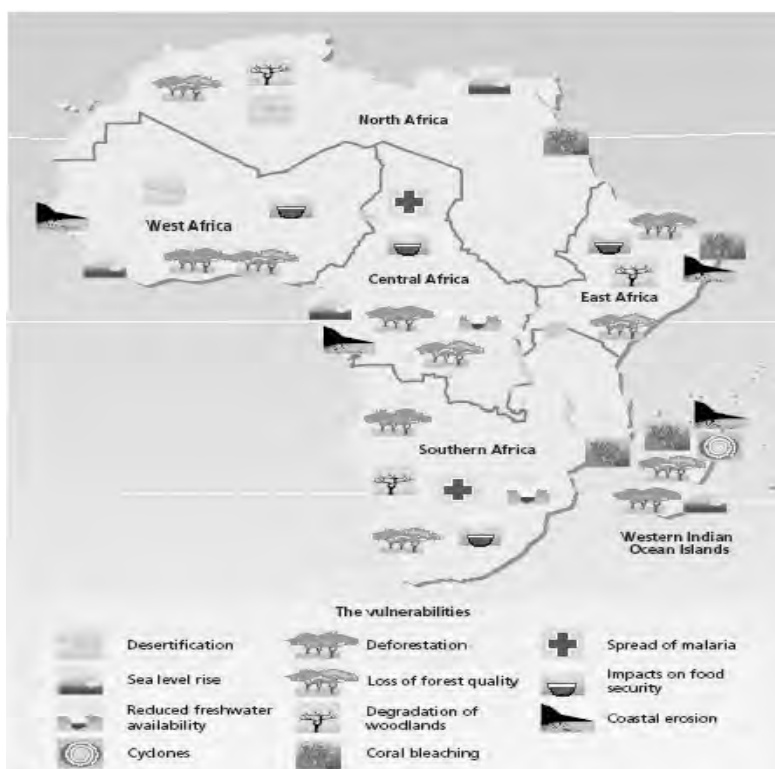 North Africa
West Africa
Central Africa
East Africa
Southern Africa
Western Indian
Ocean Islands
The vulnerabilities
Desertification
Deforestation
Spread of malaria
Sea level rise
Loss of forest quality
Impacts on food
security
Reduced freshwater
availability
Degradation of
woodlands
Coastal erosion
Cyclones
Coral bleaching